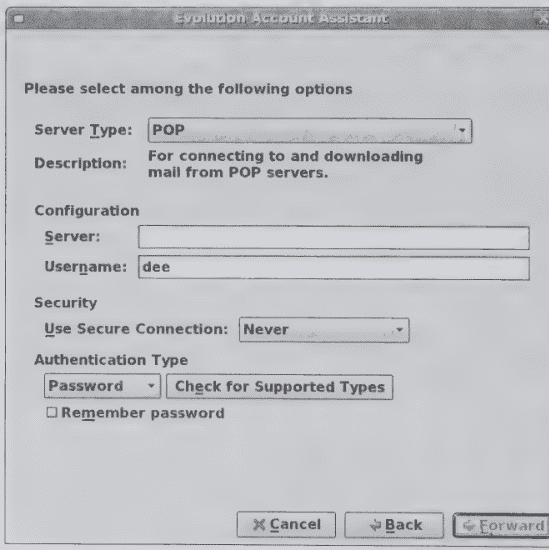 Evolution Account Assistant
Please select among the following options
Server Type: POP
Description: For connecting to and downloading
mail from POP servers.
Configuration
Server:
Username: dee
Security
Use Secure Connection: Never
Authentication Type
Password Check for Supported Types
Remember password
Cancel Back Forward